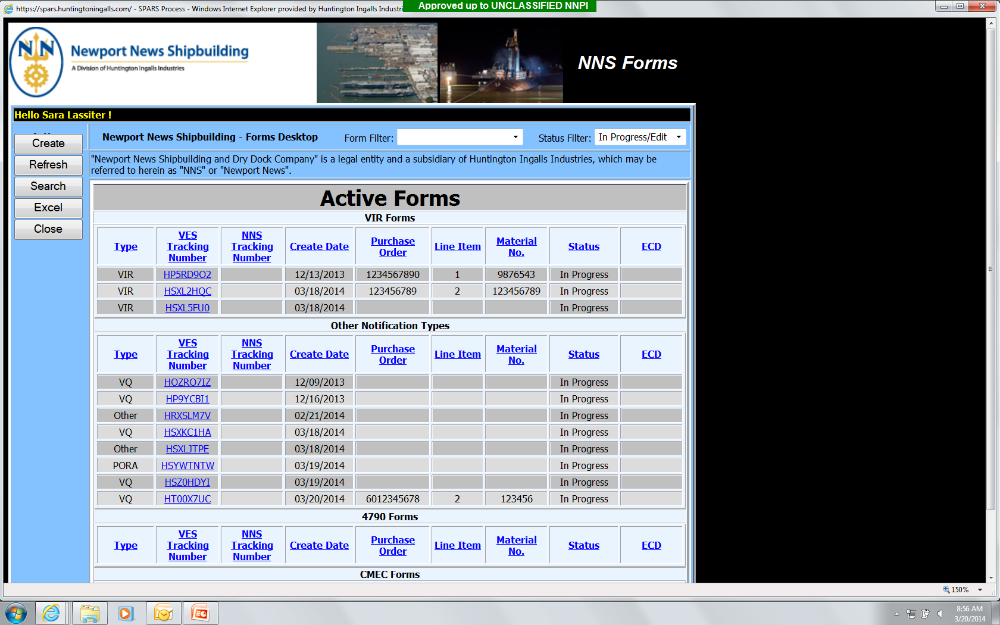 https://spars.huntingtoningalls.com/ - SPARS Process - Windows Internet Explorer provided by Huntington Ingalls Industri
Approved up to UNCLASSIFIED NNPI
NN
Newport News Shipbuilding
A Division of Huntington Ingalls Industries
NNS Forms
Hello Sara Lassiter !
Create
Refresh
Search
Excel
Close
Newport News Shipbuilding - Forms Desktop Form Filter: Status Filter: In Progress/Edit
"Newport News Shipbuilding and Dry Dock Company" is a legal entity and a subsidiary of Huntington Ingalls Industries, which may be
referred to herein as "NNS" or "Newport News".
Active Forms
VIR Forms
Type VES Tracking Number NNS Tracking Number Create Date Purchase Order Line Item Material No. Status ECD
VIR HP5RD9O2 12/13/2013 1234567890 1 9876543 In Progress
VIR HSXL2HQC 03/18/2014 123456789 2 123456789 In Progress
VIR HSXL5FU0 03/18/2014 In Progress
Other Notification Types
Type VES Tracking Number NNS Tracking Number Create Date Purchase Order Line Item Material No. Status ECD
VQ HOZRO7IZ 12/09/2013 In Progress
VQ HP9YCBI1 12/16/2013 In Progress
Other HRXSLM7V 02/21/2014 In Progress
VQ HSXKC1HA 03/18/2014 In Progress
Other HSXLJTPE 03/18/2014 In Progress
PORA HSYWTNTW 03/19/2014 In Progress
VQ HSZ0HDYI 03/19/2014 In Progress
VQ HT00X7UC 03/20/2014 6012345678 2 123456 In Progress
4790 Forms
Type VES Tracking Number NNS Tracking Number Create Date Purchase Order Line Item Material No. Status ECD
CMEC Forms
150%
8:56 AM
3/20/2014